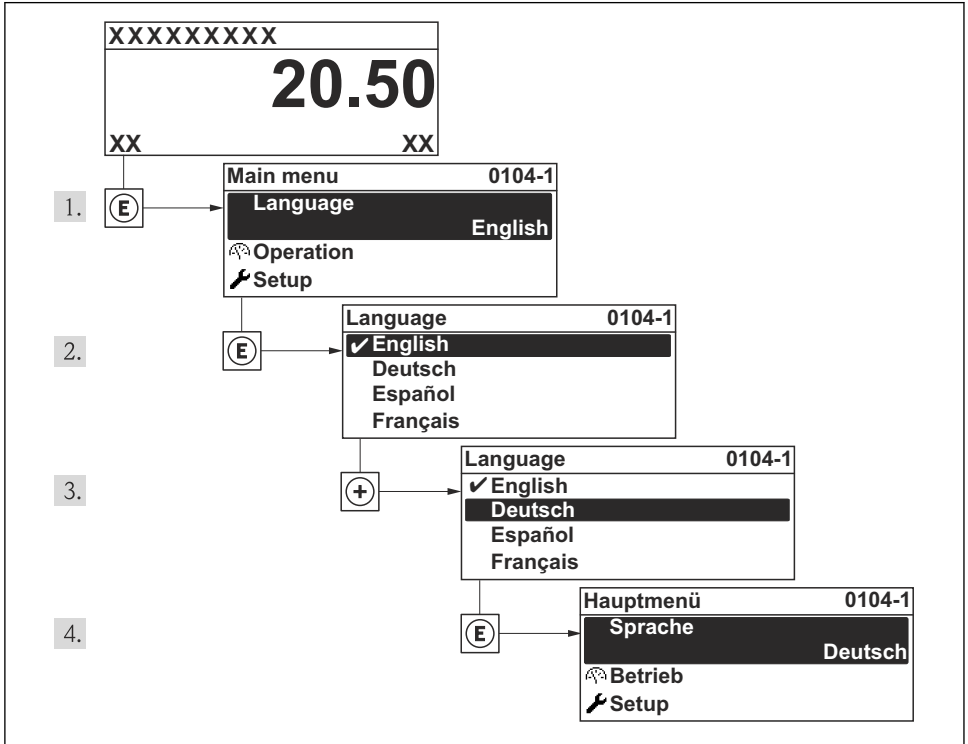 XXXXXXXXX
20.50
XX XX
1. E
Main menu 0104-1
Language
English
Operation
Setup
2. E
Language 0104-1
✔English
Deutsch
Español
Français
3. +
Language 0104-1
✔English
Deutsch
Español
Français
4. E
Hauptmenü 0104-1
Sprache
Deutsch
Betrieb
Setup